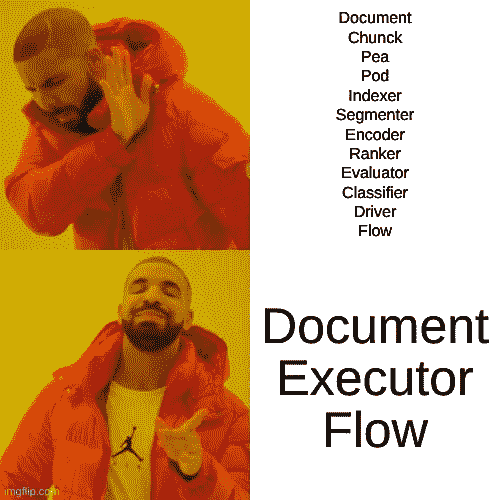 Document
Chunck
Pea
Pod
Indexer
Segmenter
Encoder
Ranker
Evaluator
Classifier
Driver
Flow
Document
Executor
Flow
imgflip.com